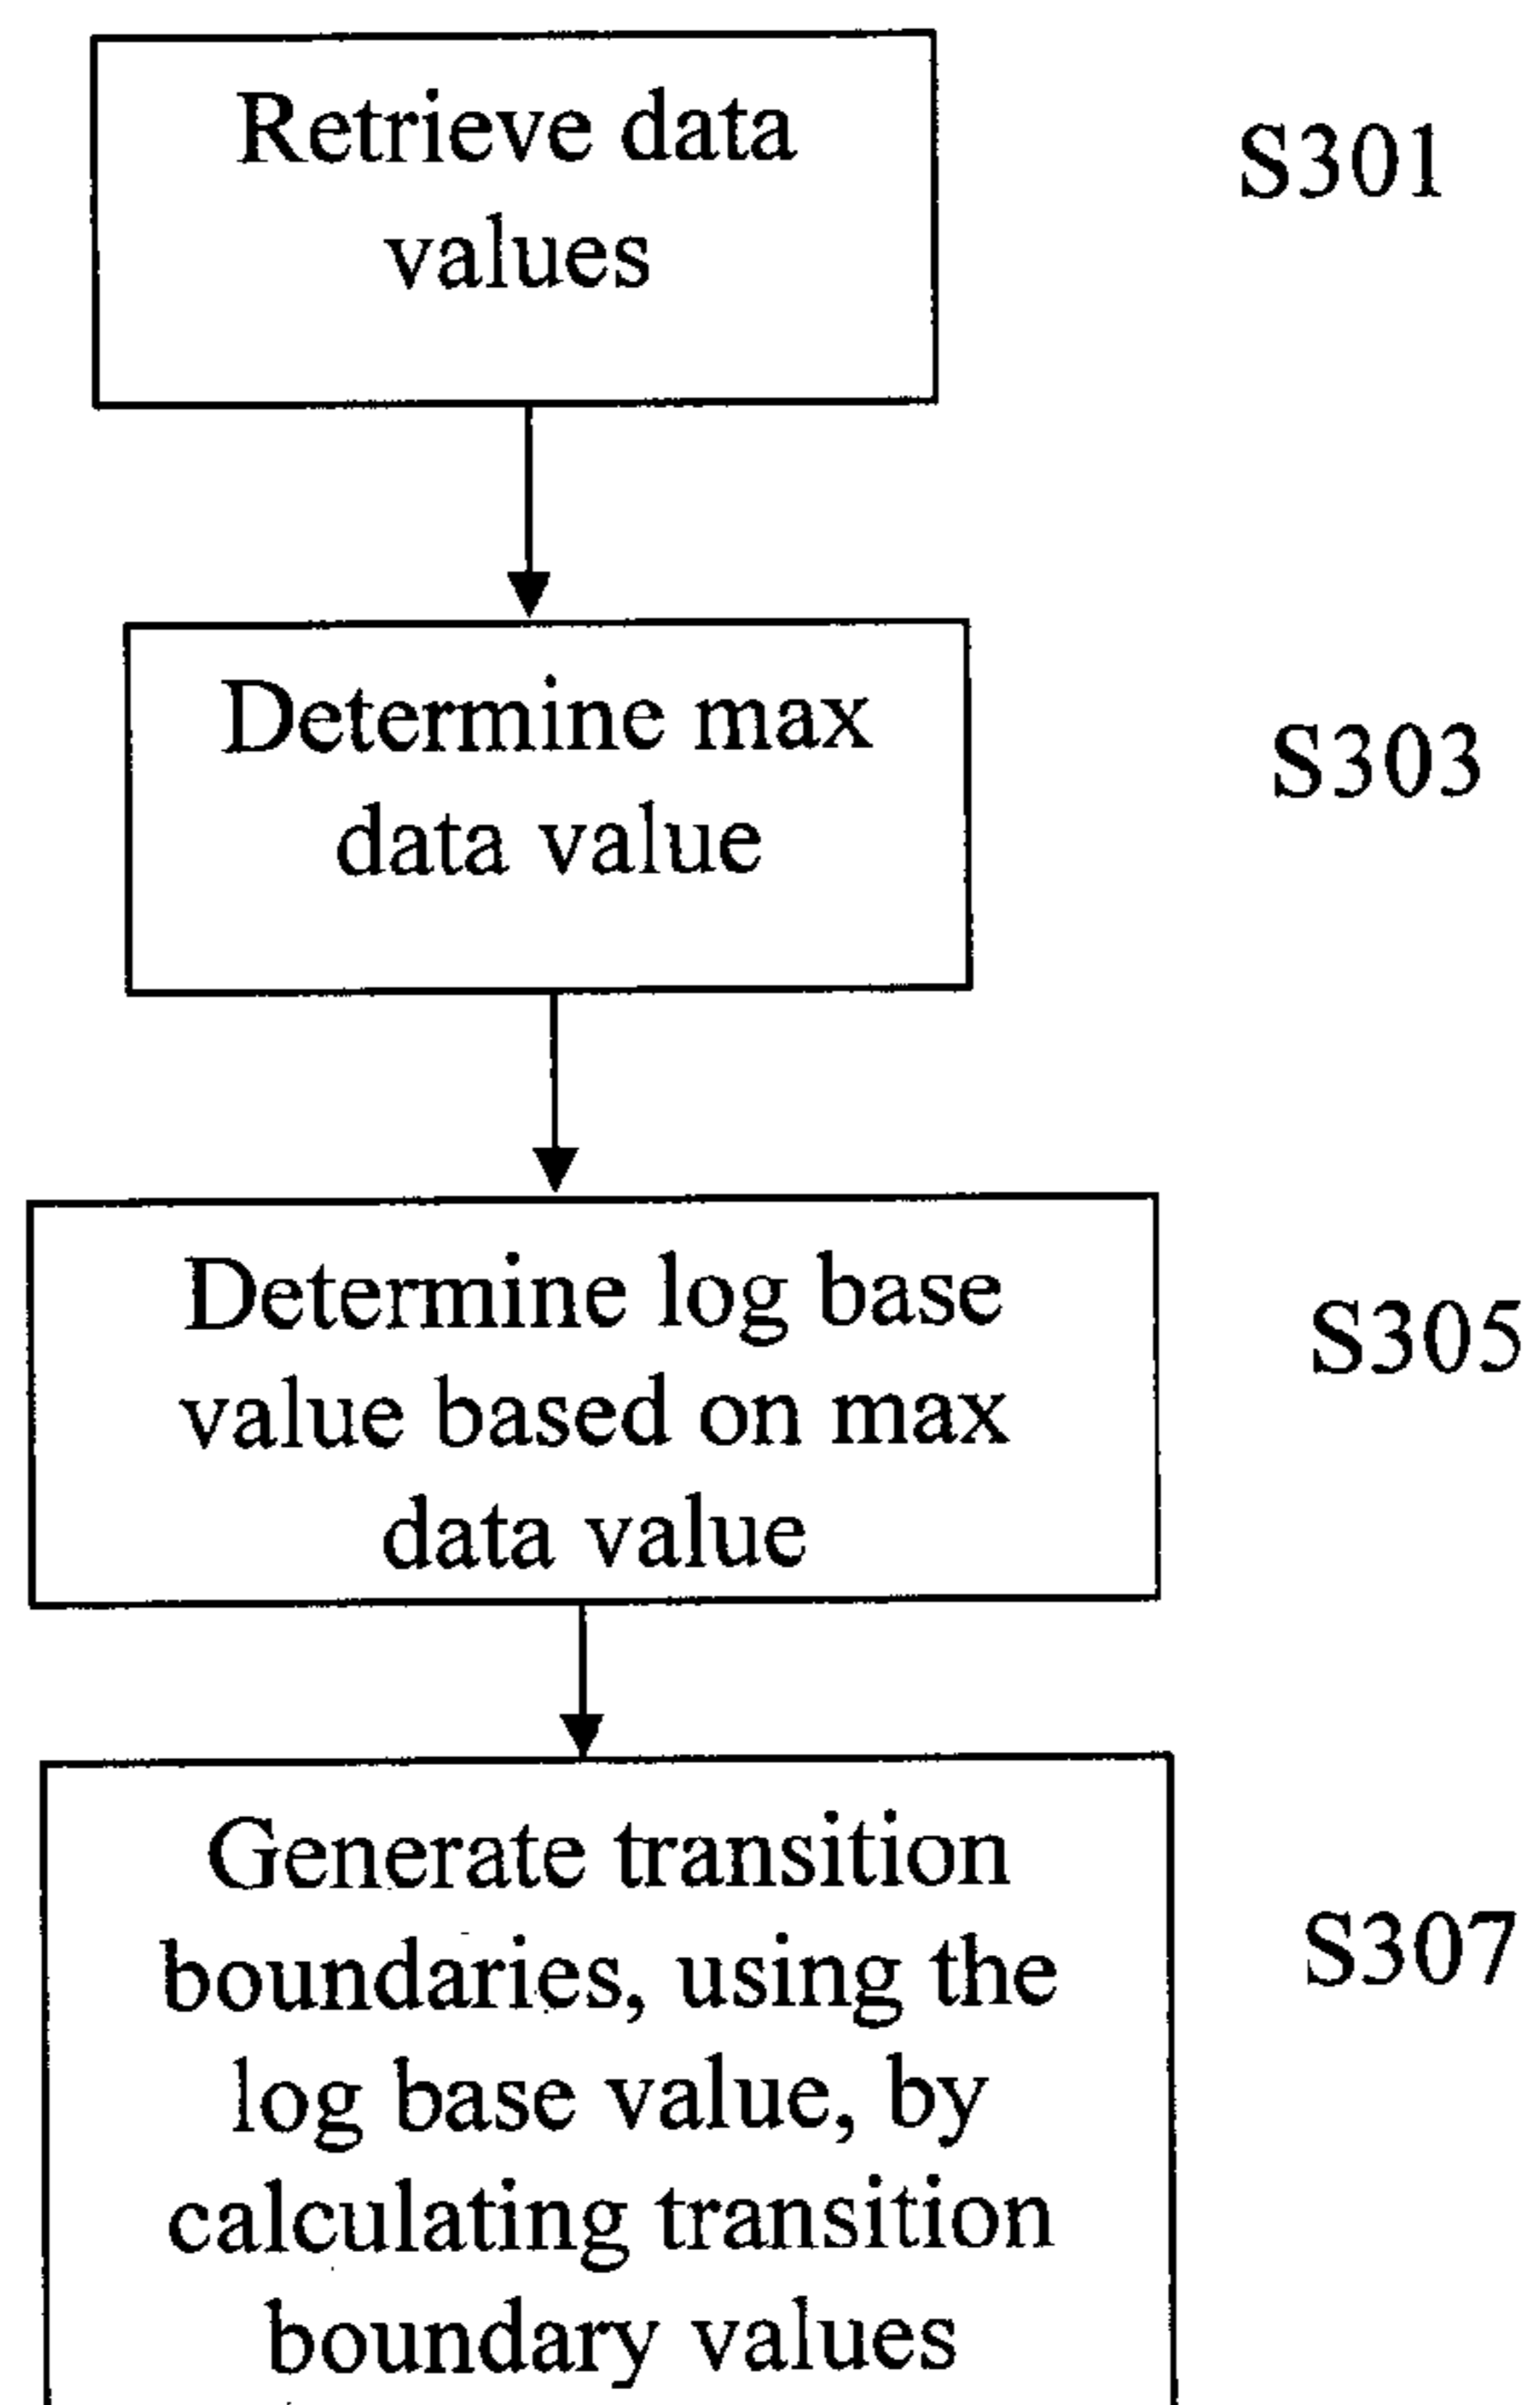 Retrieve data
values
S301
Determine max
data value
S303
Determine log base
value based on max
data value
S305
Generate transition
boundaries, using the
log base value, by
calculating transition
boundary values
S307